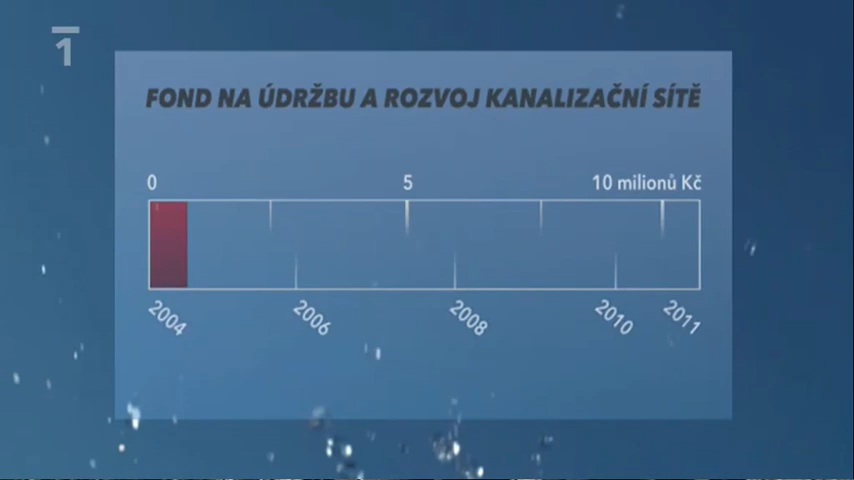 1
FOND NA ÚDRŽBU A ROZVOJ KANALIZAČNÍ SÍTĚ
0 5 10 milionů Kč
2004 2006 2008 2010 2011